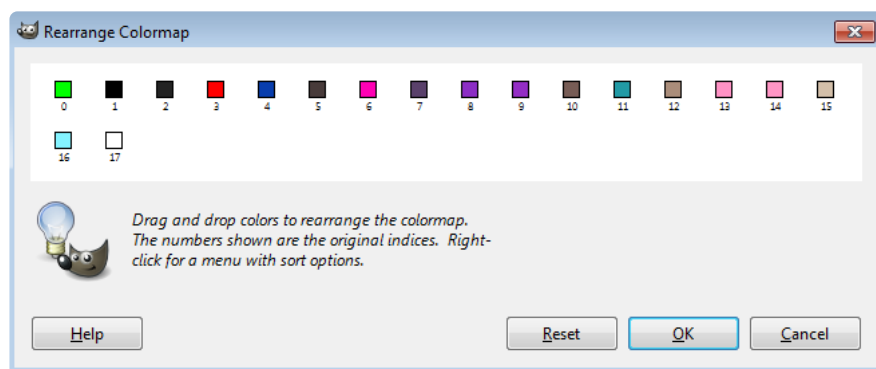 Rearrange Colormap
0 1 2 3 4 5 6 7 8 9 10 11 12 13 14 15
16 17
Drag and drop colors to rearrange the colormap.
The numbers shown are the original indices. Right-
click for a menu with sort options.
Help Reset OK Cancel